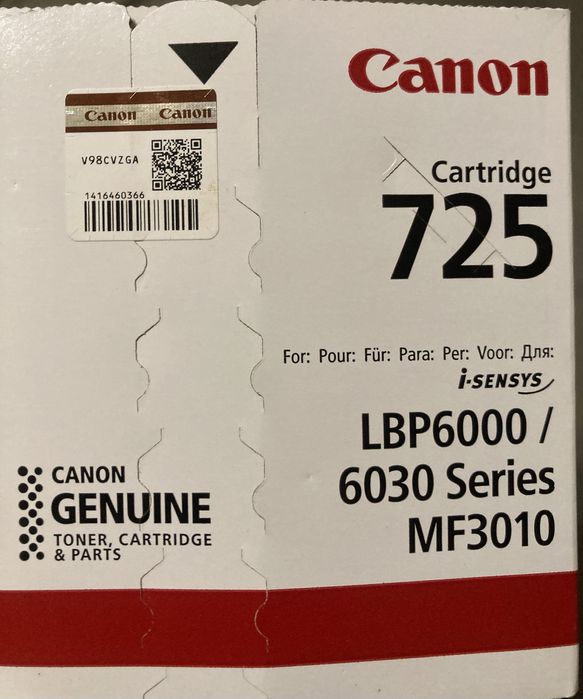 Canon
Canon Canon
V98CVZGA
1416460366
Cartridge
725
For: Pour: Für: Para: Per: Voor: Для:
i-SENSYS
LBP6000 /
6030 Series
MF3010
CANON
GENUINE
TONER, CARTRIDGE
& PARTS